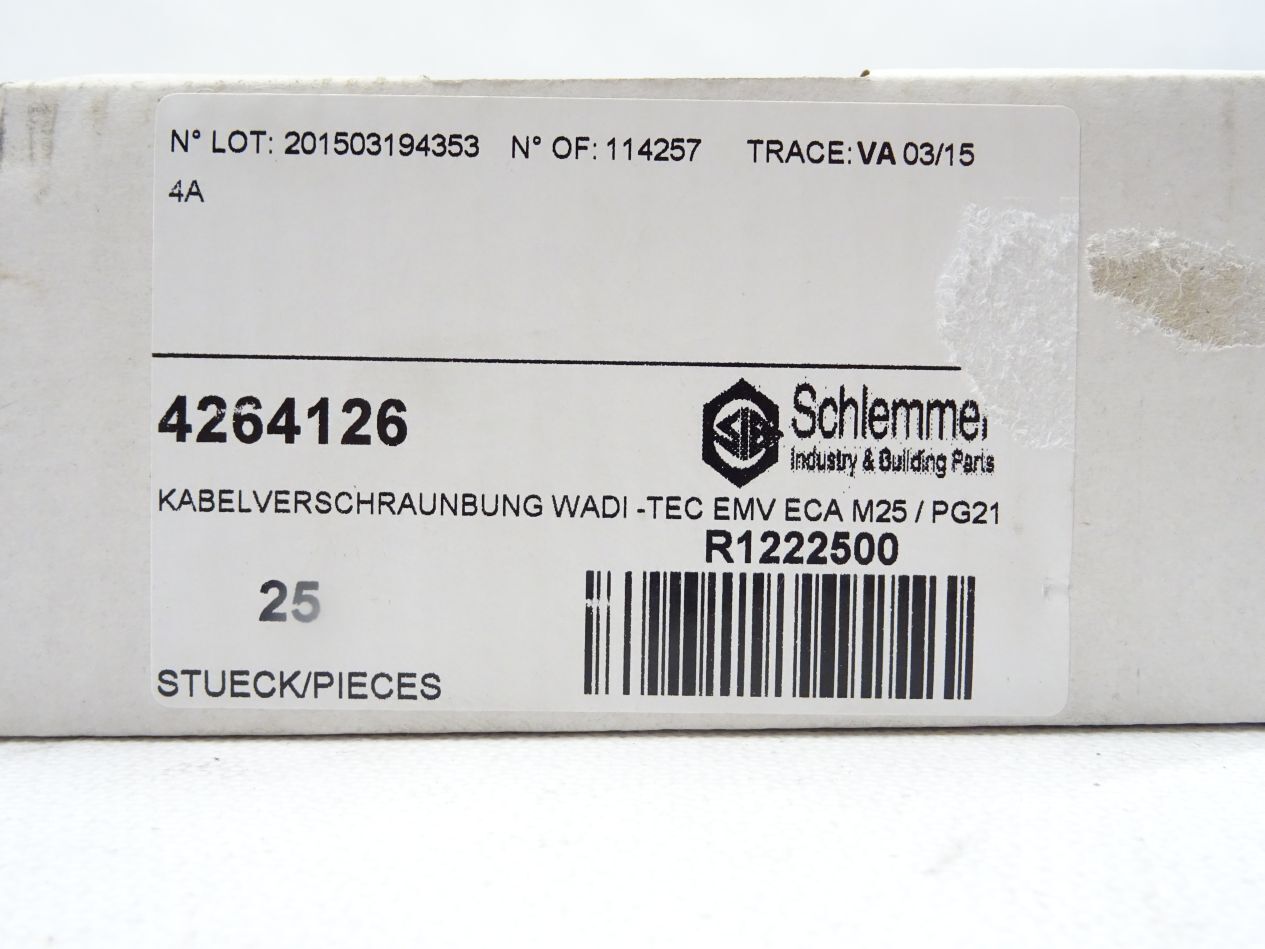 N° LOT: 201503194353 N° OF: 114257 TRACE: VA 03/15
4A
4264126
SIB Schlemmer
Industry & Building Parts
KABELVERSCHRAUNBUNG WADI -TEC EMV ECA M25 / PG21
R1222500
25
STUECK/PIECES